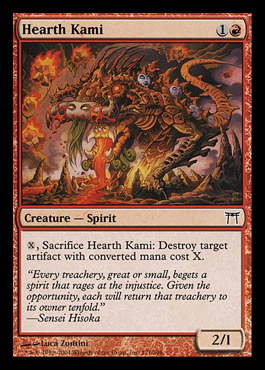 Hearth Kami
1
Creature — Spirit
X, Sacrifice Hearth Kami: Destroy target
artifact with converted mana cost X.
“Every treachery, great or small, begets a
spirit that rages at the injustice. Given the
opportunity, each will return that treachery to
its owner tenfold.”
—Sensei Hisoka
Luca Zontini
2/1